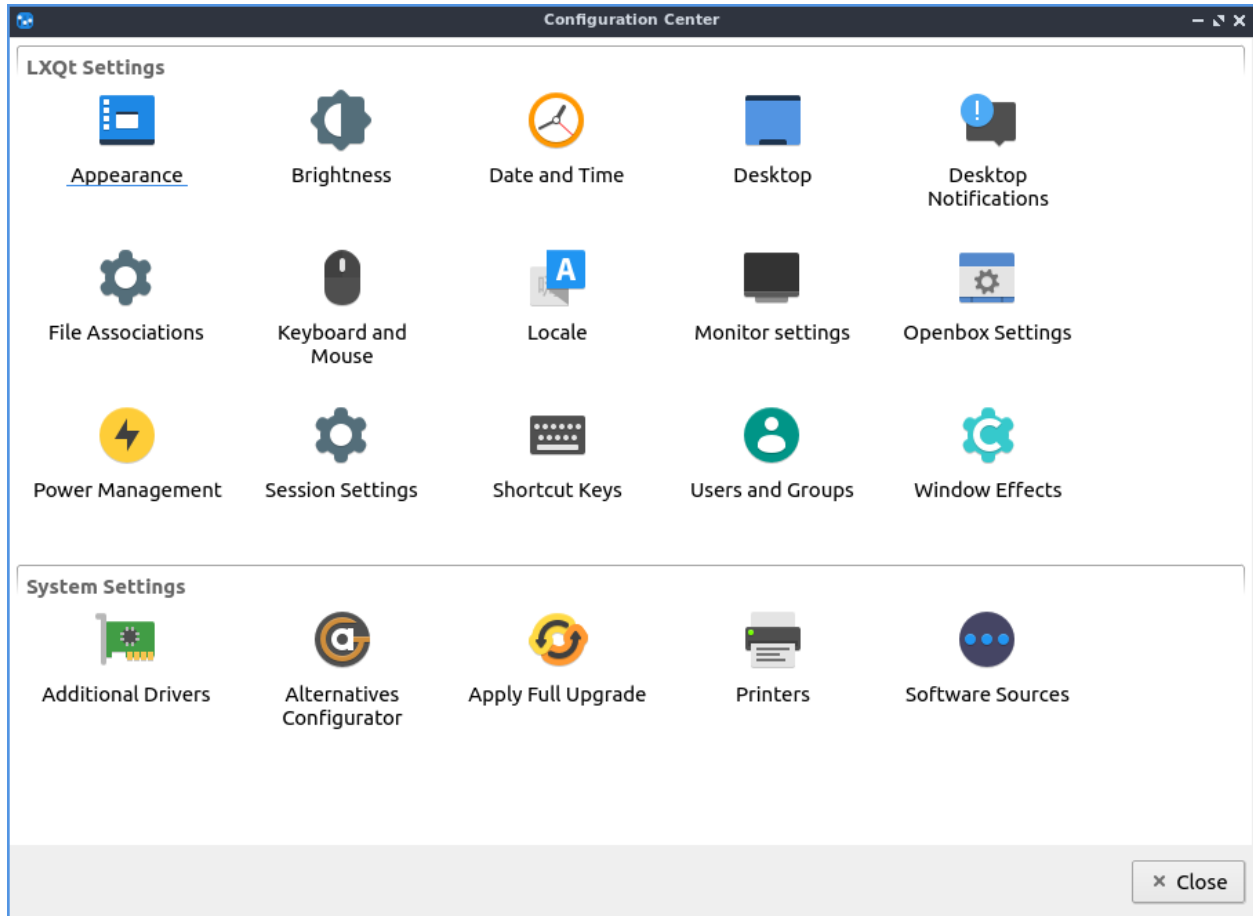 Configuration Center
LXQt Settings
Appearance
Brightness
Date and Time
Desktop
Desktop
Notifications
File Associations
Keyboard and
Mouse
Locale
Monitor settings
Openbox Settings
Power Management
Session Settings
Shortcut Keys
Users and Groups
Window Effects
System Settings
Additional Drivers
Alternatives
Configurator
Apply Full Upgrade
Printers
Software Sources
Close